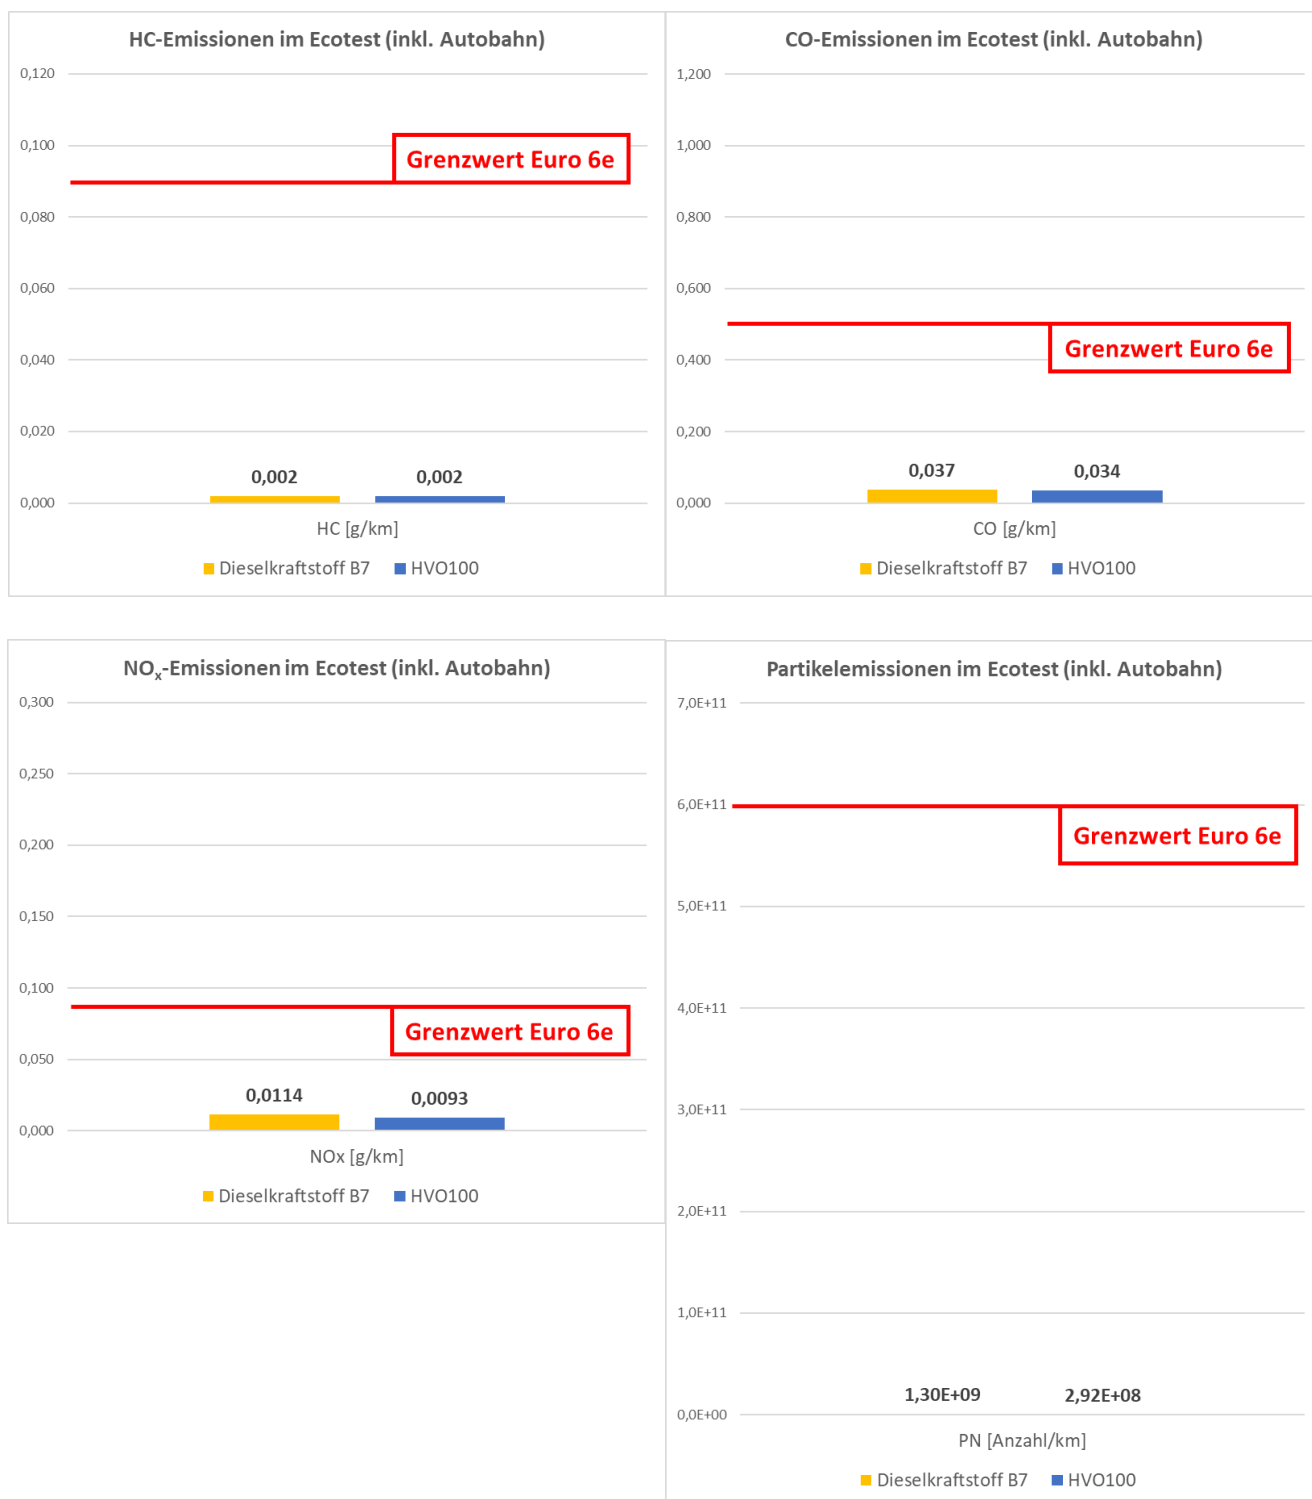 HC-Emissionen im Ecotest (inkl. Autobahn)
0,120
0,100
0,080
0,060
0,040
0,020
0,000
Grenzwert Euro 6e
0,002
0,002
HC [g/km]
Dieselkraftstoff B7
HVO100
CO-Emissionen im Ecotest (inkl. Autobahn)
1,200
1,000
0,800
0,600
0,400
0,200
0,000
Grenzwert Euro 6e
0,037
0,034
CO [g/km]
Dieselkraftstoff B7
HVO100
NOx-Emissionen im Ecotest (inkl. Autobahn)
0,300
0,250
0,200
0,150
0,100
0,050
0,000
Grenzwert Euro 6e
0,0114
0,0093
NOx [g/km]
Dieselkraftstoff B7
HVO100
Partikelemissionen im Ecotest (inkl. Autobahn)
7,0E+11
6,0E+11
5,0E+11
4,0E+11
3,0E+11
2,0E+11
1,0E+11
0,0E+00
Grenzwert Euro 6e
1,30E+09
2,92E+08
PN [Anzahl/km]
Dieselkraftstoff B7
HVO100